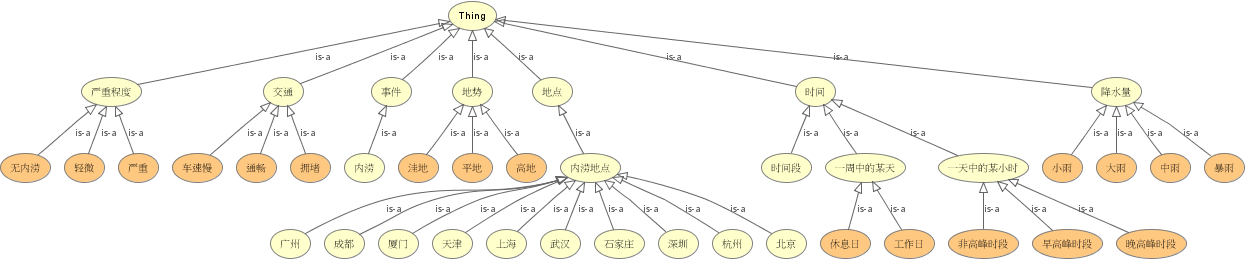 Thing
is-a is-a is-a is-a is-a is-a is-a
严重程度 交通 事件 地势 地点 时间 降水量
is-a is-a is-a is-a is-a is-a is-a is-a is-a is-a is-a is-a is-a is-a is-a is-a is-a is-a
无内涝 轻微 严重 车速慢 通畅 拥堵 内涝 洼地 平地 高地 内涝地点 时间段 一周中的某天 一天中的某小时 小雨 大雨 中雨 暴雨
is-a is-a is-a is-a is-a is-a is-a is-a is-a is-a is-a is-a is-a is-a is-a
广州 成都 厦门 天津 上海 武汉 石家庄 深圳 杭州 北京 休息日 工作日 非高峰时段 早高峰时段 晚高峰时段